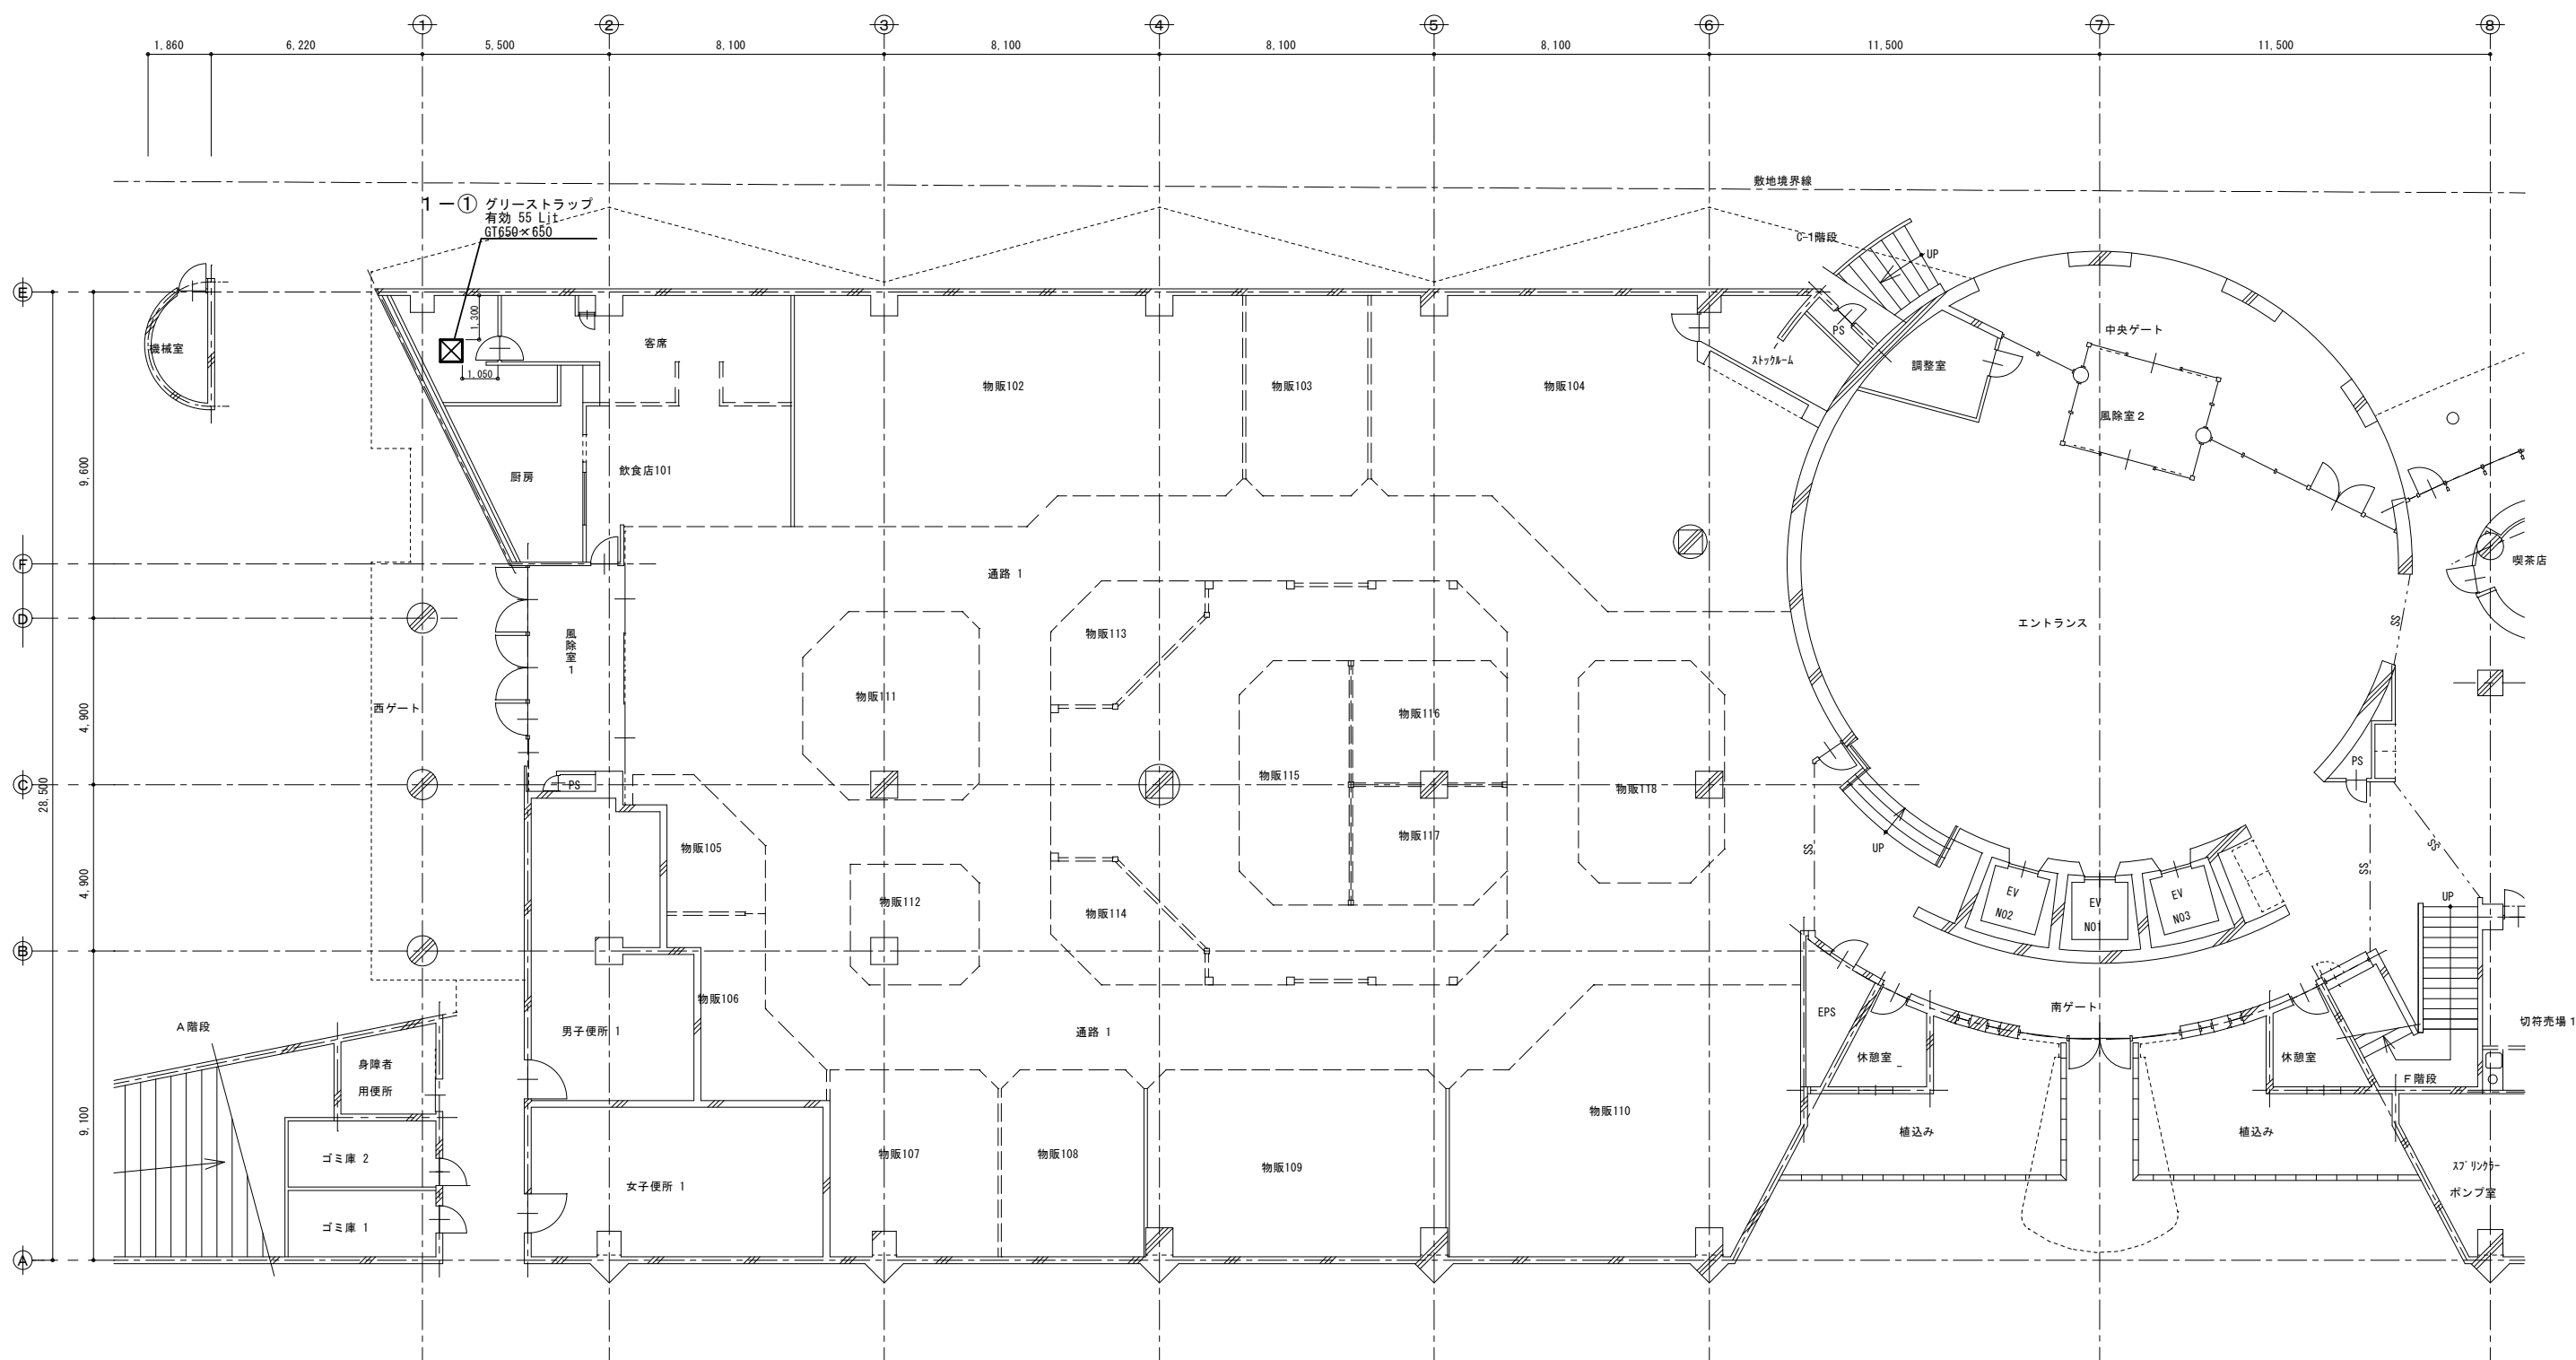 ① ② ③ ④ ⑤ ⑥ ⑦ ⑧
1,860 6,220 5,500 8,100 8,100 8,100 8,100 11,500 11,500
敷地境界線
1ー① グリーストラップ
有効 55 Lit
GT650×650
C-1階段
UP
Ⓔ
1,300
機械室
客席
PS
中央ゲート
ストックルーム
調整室
1,050
物販102
物販103
物販104
風除室２
9,600
厨房
飲食店101
Ⓕ
通路 1
喫茶店
Ⓓ
風除室1
物販113
エントランス
SS
西ゲート
4,900
物販111
物販116
PS
物販115
Ⓒ
PS
物販118
28,500
物販117
物販105
SS
UP
SS
SS
4,900
物販112
物販114
EV
NO2
EV
NO1
EV
NO3
UP
Ⓑ
物販106
A階段
男子便所 1
通路 1
EPS
南ゲート
切符売場 1
身障者
用便所
休憩室
休憩室
F階段
9,100
物販110
植込み
植込み
ゴミ庫 2
物販107
物販108
物販109
スプリンクラー
ポンプ室
女子便所 1
ゴミ庫 1
Ⓐ